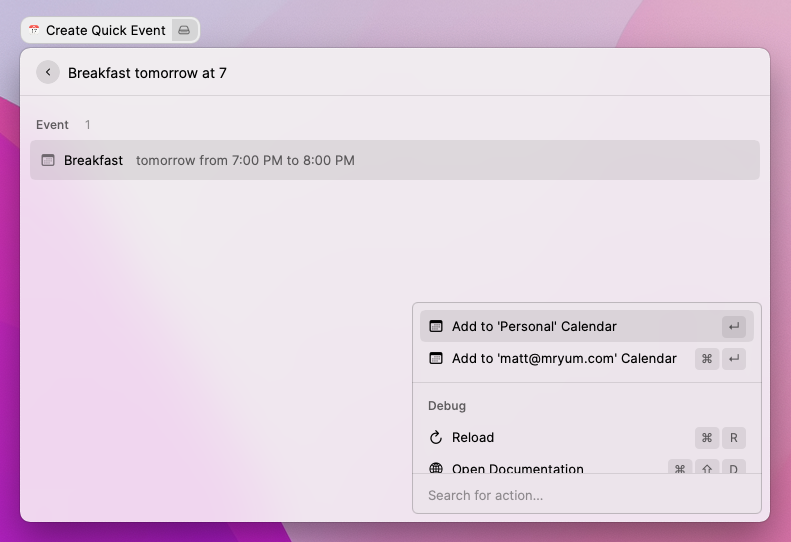 Create Quick Event
Breakfast tomorrow at 7
Event 1
Breakfast tomorrow from 7:00 PM to 8:00 PM
Add to 'Personal' Calendar ↵
Add to 'matt@mryum.com' Calendar ⌘ ↵
Debug
Reload ⌘ R
Open Documentation ⌘ ⇧ D
Search for action...